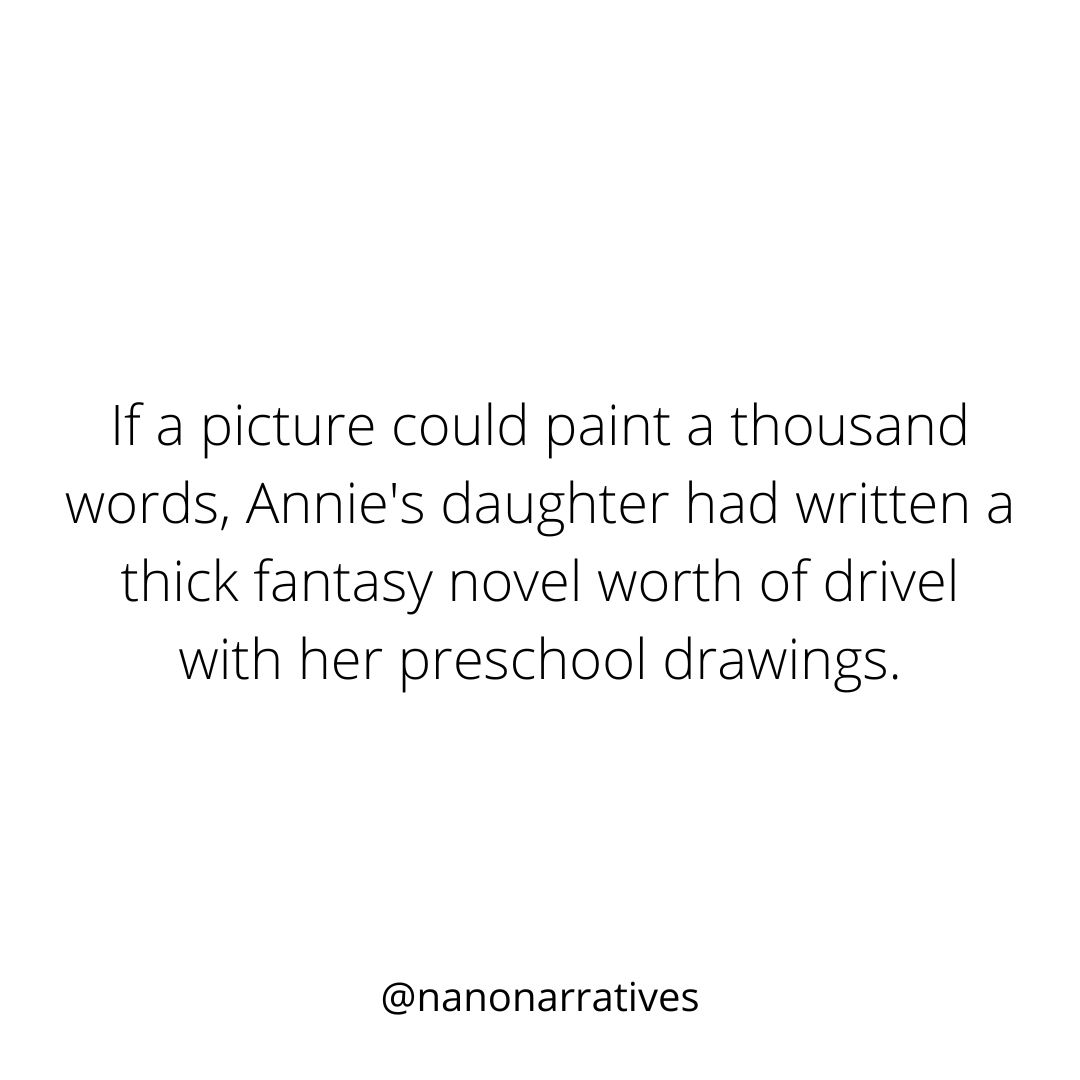 If a picture could paint a thousand
words, Annie's daughter had written a
thick fantasy novel worth of drivel
with her preschool drawings.
@nanonarratives